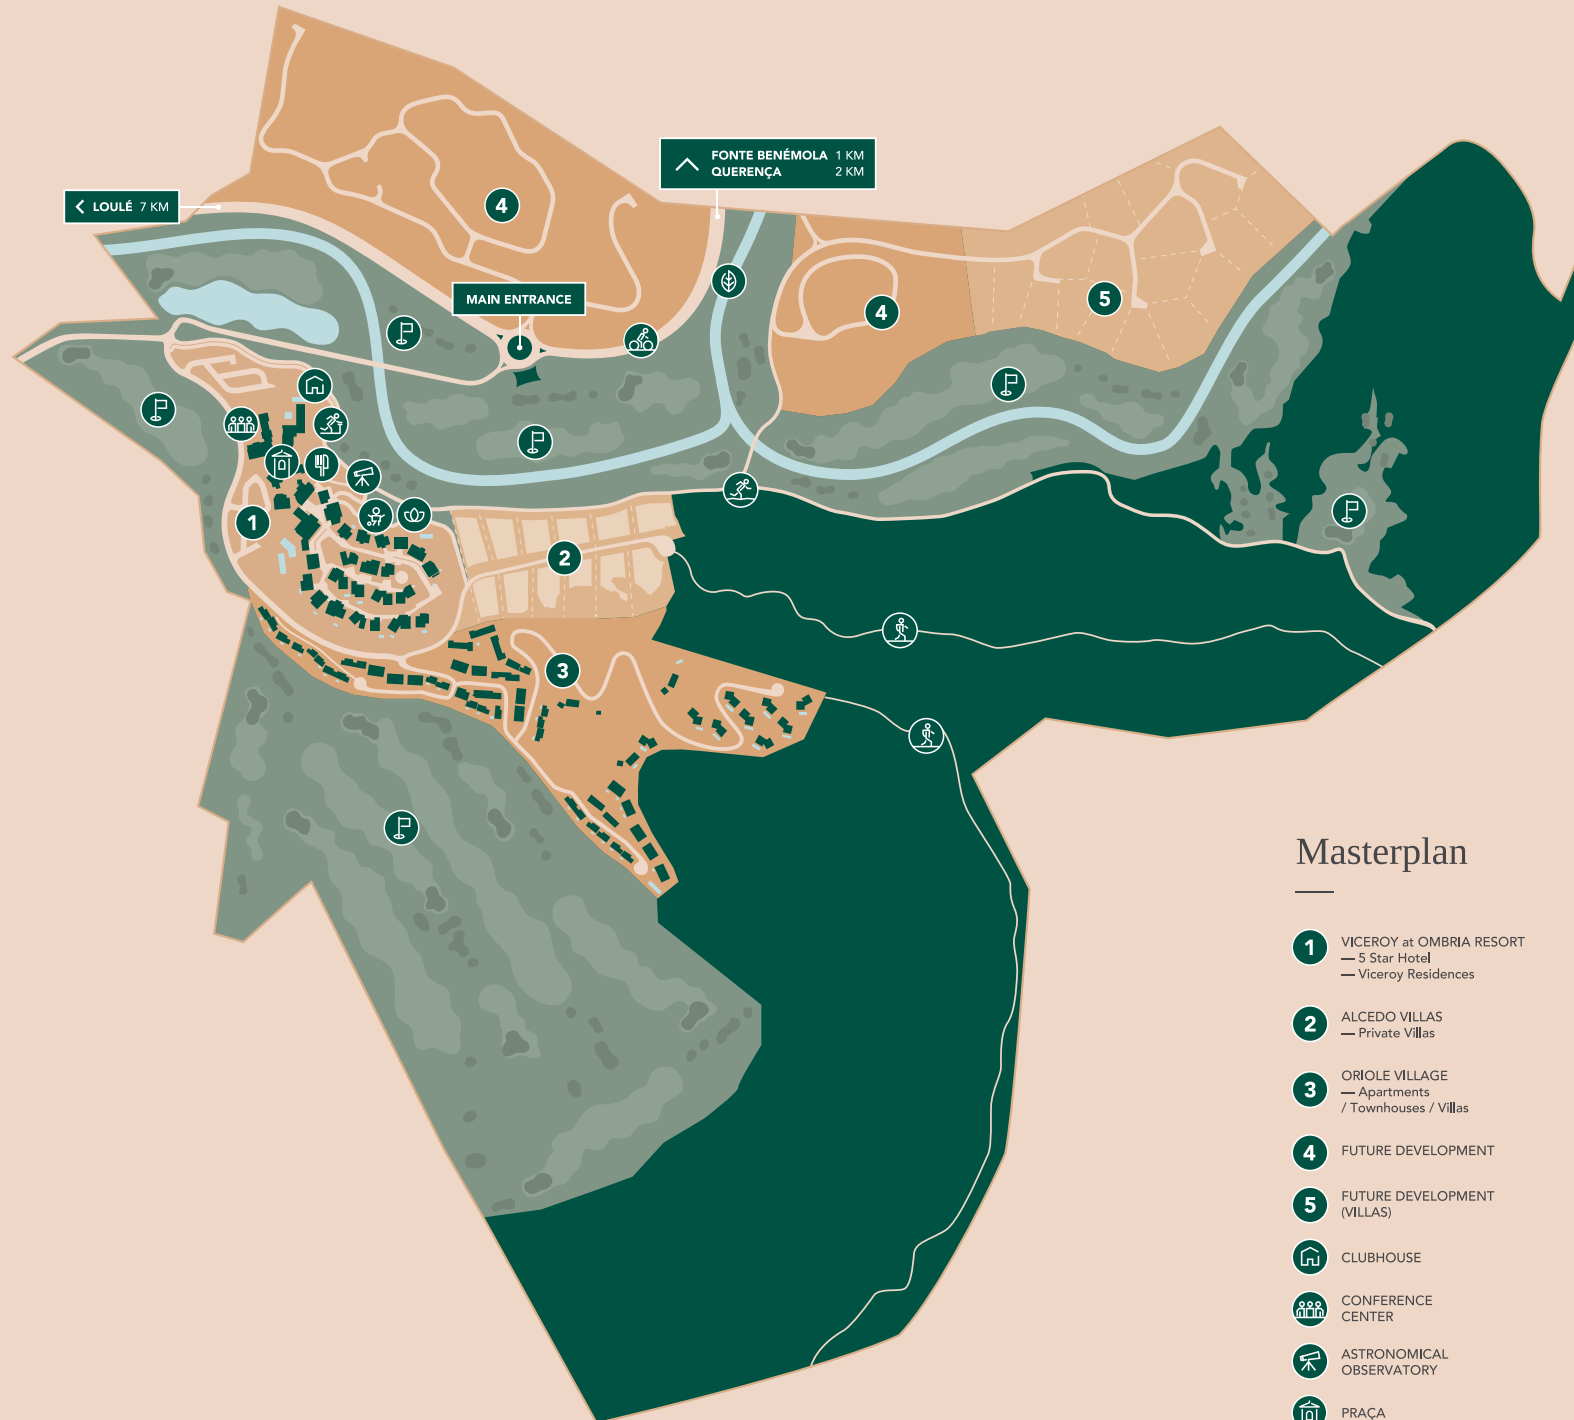 FONTE BENÉMOLA 1 KM
QUERENÇA 2 KM
LOULÉ 7 KM
4
MAIN ENTRANCE
5
4
1
2
3
Masterplan
1 VICEROY at OMBRIA RESORT
— 5 Star Hotel
— Viceroy Residences
2 ALCEDO VILLAS
— Private Villas
3 ORIOLE VILLAGE
— Apartments
/ Townhouses / Villas
4 FUTURE DEVELOPMENT
5 FUTURE DEVELOPMENT
(VILLAS)
CLUBHOUSE
CONFERENCE
CENTER
ASTRONOMICAL
OBSERVATORY
PRAÇA